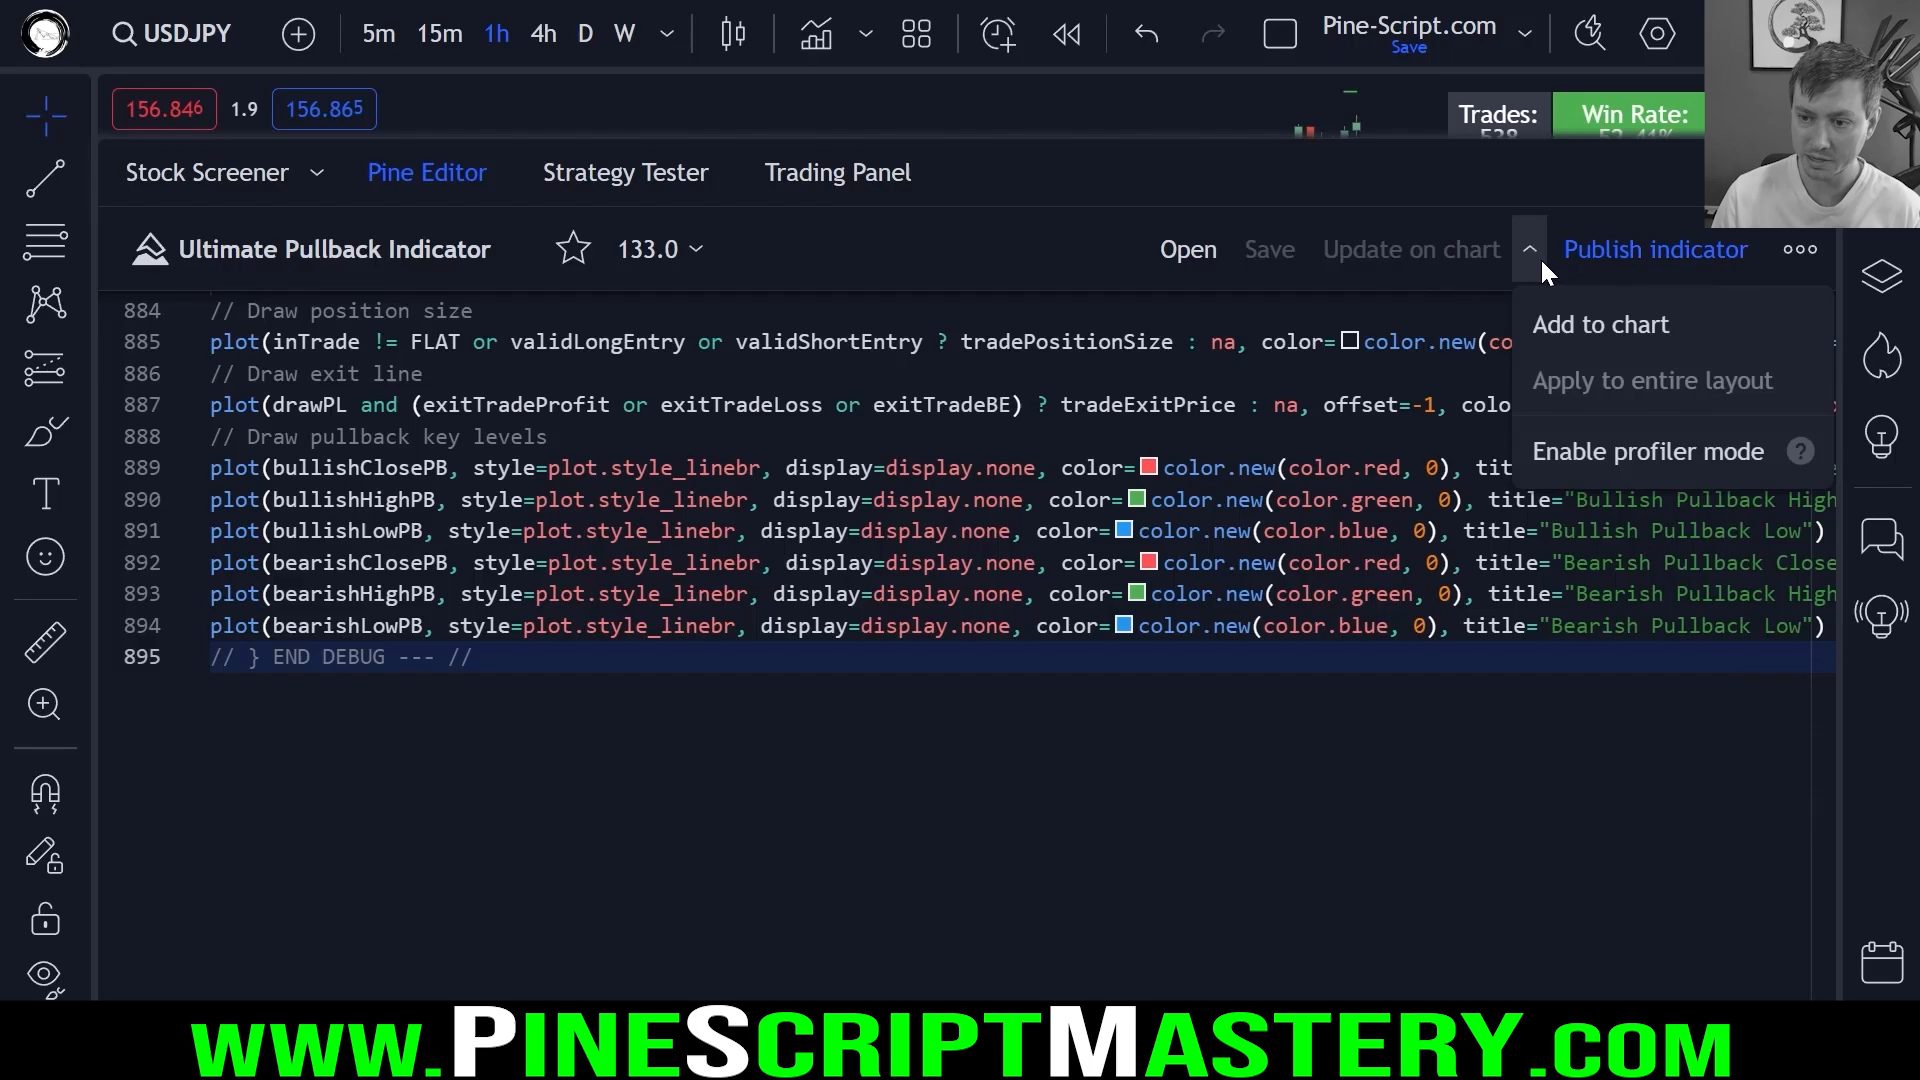 USDJPY 5m 15m 1h 4h D W Pine-Script.com
Save
156.846 1.9 156.865 Trades: Win Rate:
Stock Screener Pine Editor Strategy Tester Trading Panel
Ultimate Pullback Indicator 133.0 Open Save Update on chart Publish indicator
Add to chart
Apply to entire layout
Enable profiler mode ?
884 // Draw position size
885 plot(inTrade != FLAT or validLongEntry or validShortEntry ? tradePositionSize : na, color=color.new(co
886 // Draw exit line
887 plot(drawPL and (exitTradeProfit or exitTradeLoss or exitTradeBE) ? tradeExitPrice : na, offset=-1, colo
888 // Draw pullback key levels
889 plot(bullishClosePB, style=plot.style_linebr, display=display.none, color=color.new(color.red, 0), tit
890 plot(bullishHighPB, style=plot.style_linebr, display=display.none, color=color.new(color.green, 0), title="Bullish Pullback High
891 plot(bullishLowPB, style=plot.style_linebr, display=display.none, color=color.new(color.blue, 0), title="Bullish Pullback Low")
892 plot(bearishClosePB, style=plot.style_linebr, display=display.none, color=color.new(color.red, 0), title="Bearish Pullback Close
893 plot(bearishHighPB, style=plot.style_linebr, display=display.none, color=color.new(color.green, 0), title="Bearish Pullback High
894 plot(bearishLowPB, style=plot.style_linebr, display=display.none, color=color.new(color.blue, 0), title="Bearish Pullback Low")
895 // } END DEBUG --- //
www.PineScriptMastery.com